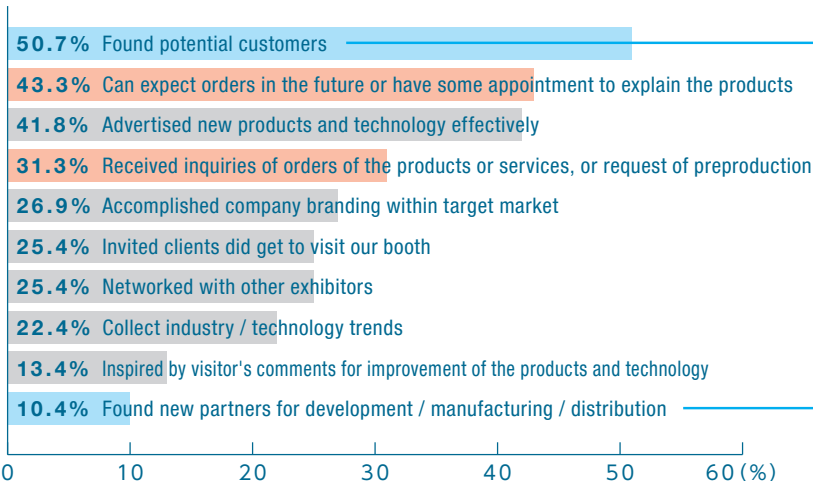 50.7% Found potential customers
43.3% Can expect orders in the future or have some appointment to explain the products
41.8% Advertised new products and technology effectively
31.3% Received inquiries of orders of the products or services, or request of preproduction
26.9% Accomplished company branding within target market
25.4% Invited clients did get to visit our booth
25.4% Networked with other exhibitors
22.4% Collect industry / technology trends
13.4% Inspired by visitor's comments for improvement of the products and technology
10.4% Found new partners for development / manufacturing / distribution
0 10 20 30 40 50 60 (%)